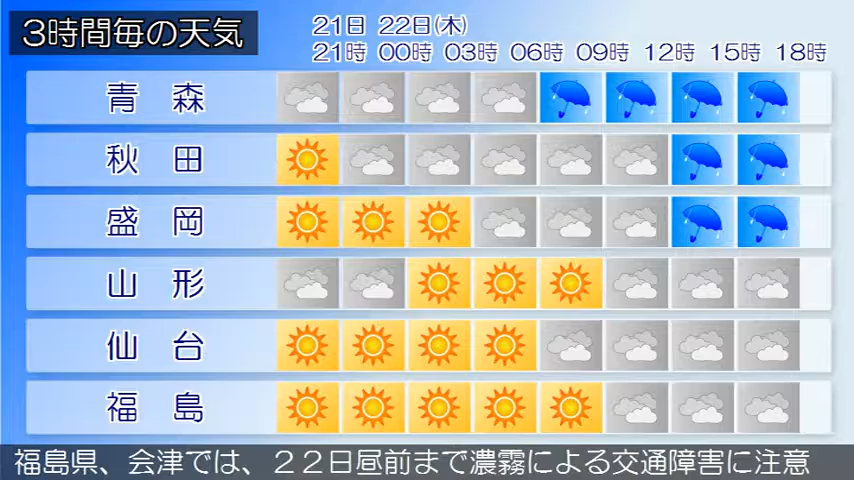 3時間毎の天気
21日 22日(木)
21時 00時 03時 06時 09時 12時 15時 18時
青森
秋田
盛岡
山形
仙台
福島
福島県、会津では、２２日昼前まで濃霧による交通障害に注意